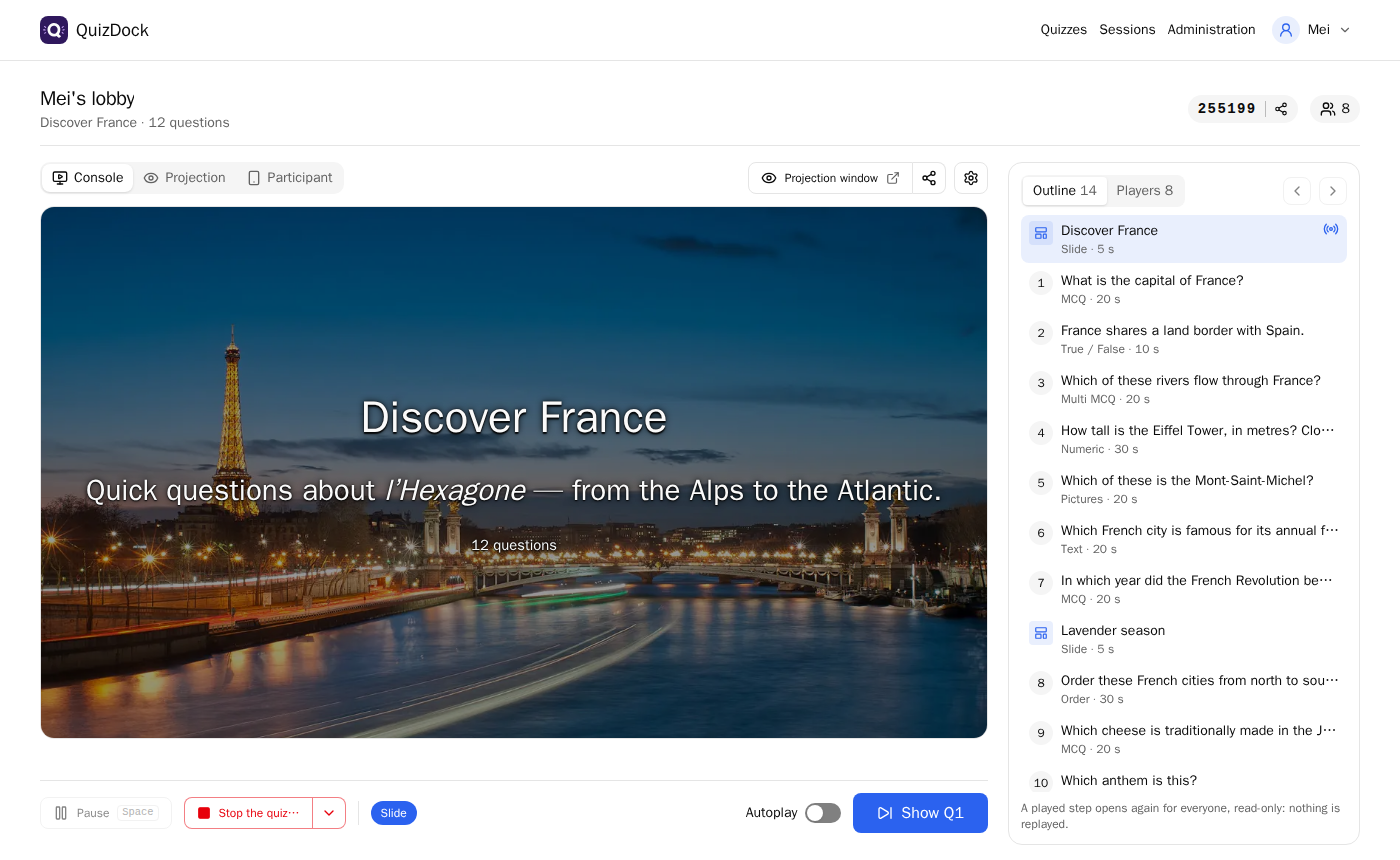 QuizDock
Quizzes
Sessions
Administration
Mei
Mei's lobby
Discover France · 12 questions
255199
8
Console
Projection
Participant
Projection window
Discover France
Quick questions about l’Hexagone — from the Alps to the Atlantic.
12 questions
Pause Space
Stop the quiz⋯
Slide
Autoplay
Show Q1
Outline 14
Players 8
Discover France
Slide · 5 s
1 What is the capital of France?
MCQ · 20 s
2 France shares a land border with Spain.
True / False · 10 s
3 Which of these rivers flow through France?
Multi MCQ · 20 s
4 How tall is the Eiffel Tower, in metres? Clo⋯
Numeric · 30 s
5 Which of these is the Mont-Saint-Michel?
Pictures · 20 s
6 Which French city is famous for its annual f⋯
Text · 20 s
7 In which year did the French Revolution be⋯
MCQ · 20 s
Lavender season
Slide · 5 s
8 Order these French cities from north to sou⋯
Order · 30 s
9 Which cheese is traditionally made in the J⋯
MCQ · 20 s
10 Which anthem is this?
A played step opens again for everyone, read-only: nothing is
replayed.